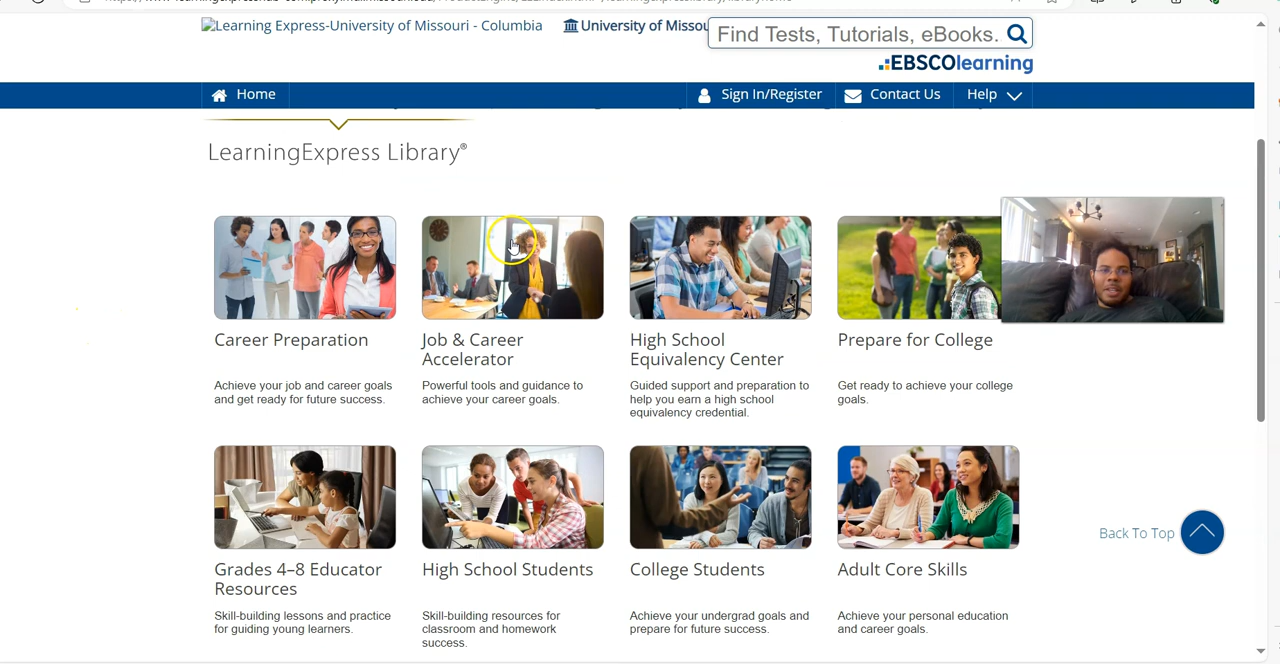 Learning Express-University of Missouri - Columbia
University of Missou
Find Tests, Tutorials, eBooks.
EBSCOlearning
Home
Sign In/Register
Contact Us
Help
LearningExpress Library®
Career Preparation
Achieve your job and career goals
and get ready for future success.
Job & Career
Accelerator
Powerful tools and guidance to
achieve your career goals.
High School
Equivalency Center
Guided support and preparation to
help you earn a high school
equivalency credential.
Prepare for College
Get ready to achieve your college
goals.
Grades 4–8 Educator
Resources
Skill-building lessons and practice
for guiding young learners.
High School Students
Skill-building resources for
classroom and homework
success.
College Students
Achieve your undergrad goals and
prepare for future success.
Adult Core Skills
Achieve your personal education
and career goals.
Back To Top